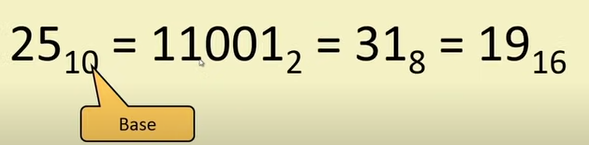 25₁₀ = 11001₂ = 31₈ = 19₁₆
Base